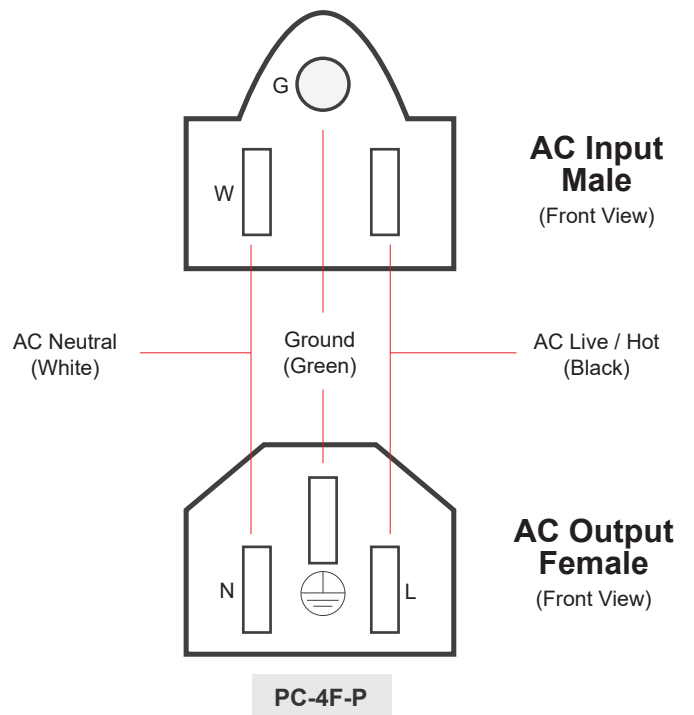 G
W
AC Input
Male
(Front View)
AC Neutral
(White)
Ground
(Green)
AC Live / Hot
(Black)
N
L
AC Output
Female
(Front View)
PC-4F-P